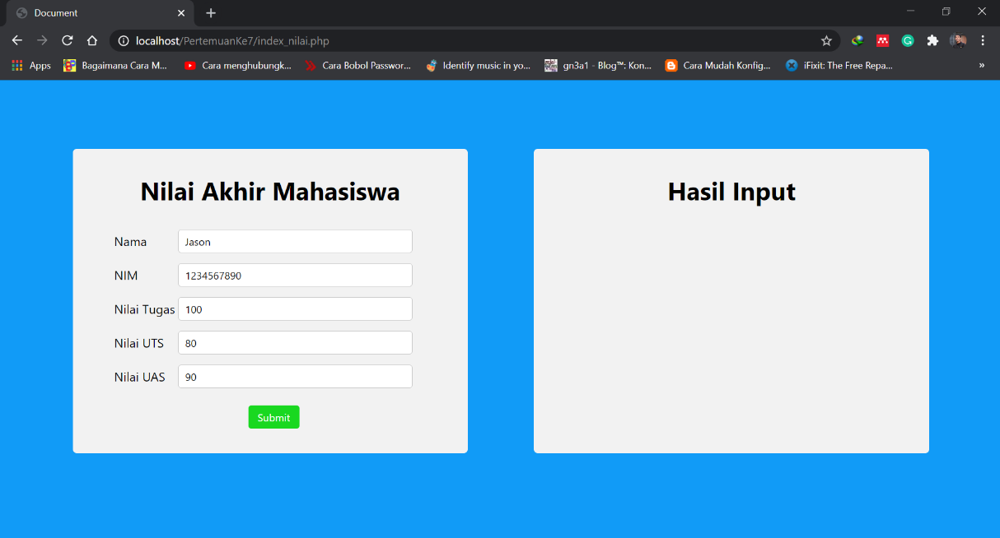 Document
localhost/PertemuanKe7/index_nilai.php
Apps Bagaimana Cara M... Cara menghubungk... Cara Bobol Passwor... Identify music in yo... gn3a1 - Blog™: Kon... Cara Mudah Konfig... iFixit: The Free Repa... »
Nilai Akhir Mahasiswa
Nama Jason
NIM 1234567890
Nilai Tugas 100
Nilai UTS 80
Nilai UAS 90
Submit
Hasil Input